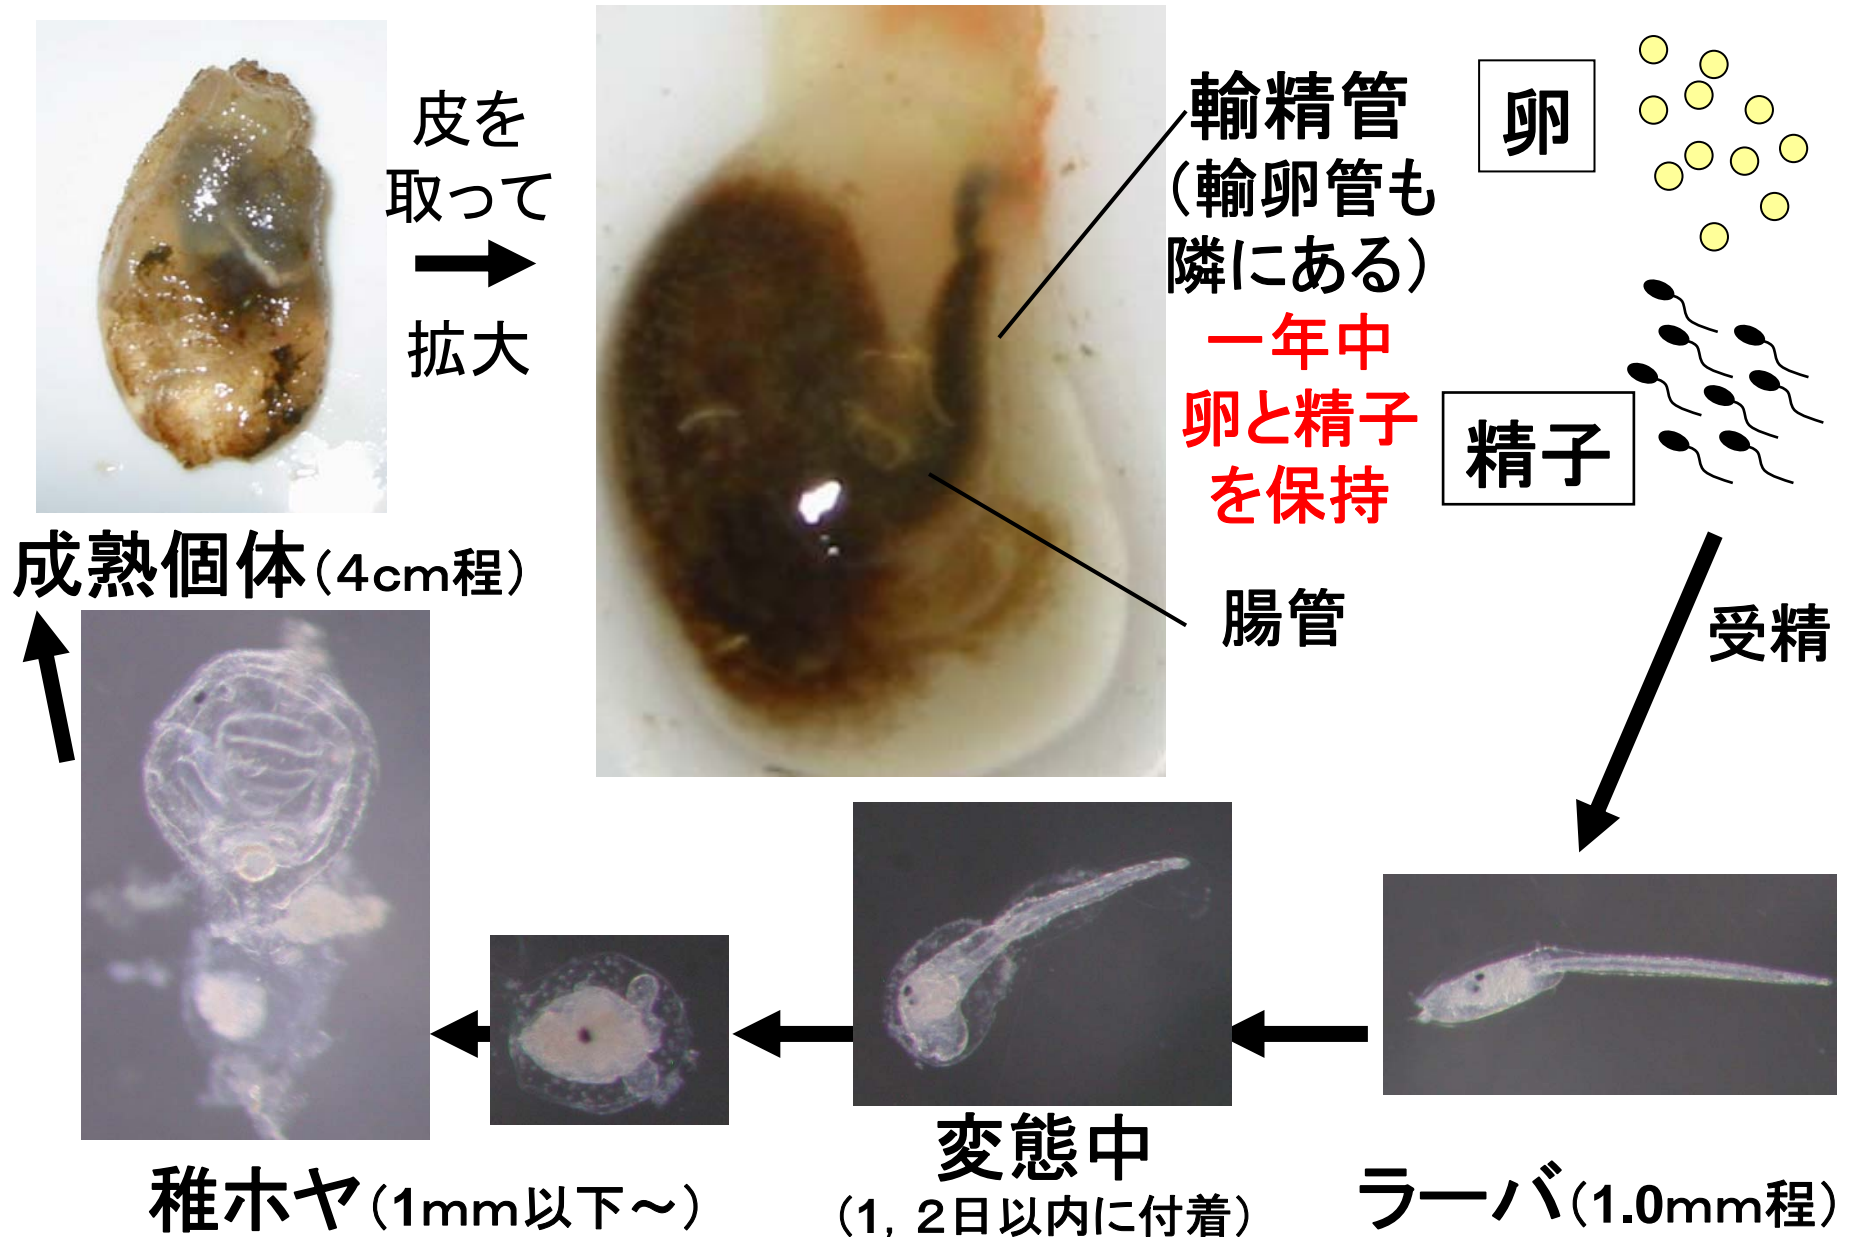 皮を
取って
拡大
輸精管
（輸卵管も
隣にある）
一年中
卵と精子
を保持
卵
精子
腸管
受精
成熟個体（4cm程）
変態中
（1，2日以内に付着）
稚ホヤ（1mm以下～）
ラーバ（1.0mm程）